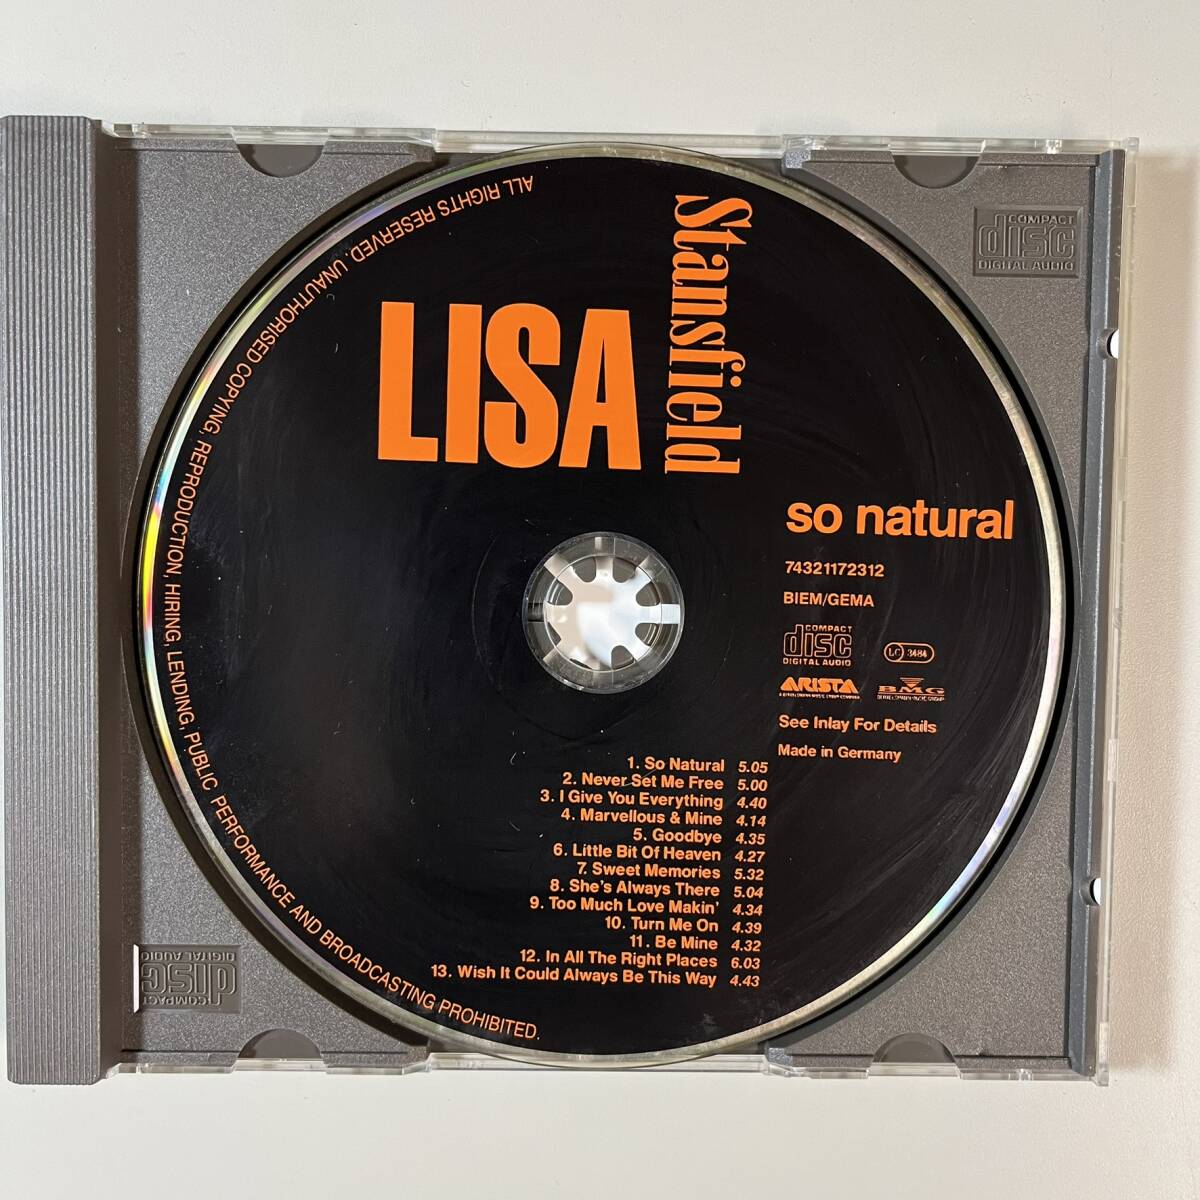 LISA
Stansfield
so natural
74321172312
BIEM/GEMA
COMPACT
disc
DIGITAL AUDIO
LC 3484
ARISTA
BMG
See Inlay For Details
Made in Germany
1. So Natural 5.05
2. Never Set Me Free 5.00
3. I Give You Everything 4.40
4. Marvellous & Mine 4.14
5. Goodbye 4.35
6. Little Bit Of Heaven 4.27
7. Sweet Memories 5.32
8. She's Always There 5.04
9. Too Much Love Makin' 4.34
10. Turn Me On 4.39
11. Be Mine 4.32
12. In All The Right Places 6.03
13. Wish It Could Always Be This Way 4.43
ALL RIGHTS RESERVED. UNAUTHORISED COPYING, REPRODUCTION, HIRING, LENDING, PUBLIC PERFORMANCE AND BROADCASTING PROHIBITED.
COMPACT
disc
DIGITAL AUDIO
COMPACT
disc
DIGITAL AUDIO